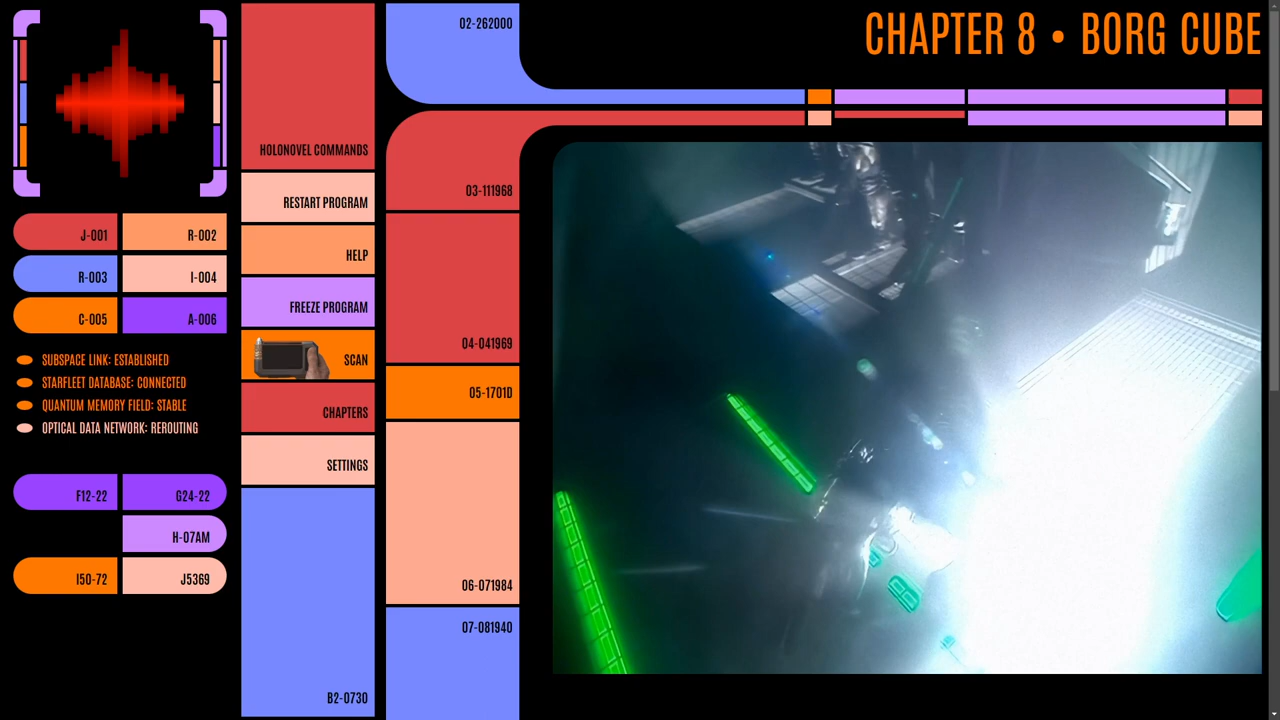 J-001
R-002
R-003
I-004
C-005
A-006
SUBSPACE LINK: ESTABLISHED
STARFLEET DATABASE: CONNECTED
QUANTUM MEMORY FIELD: STABLE
OPTICAL DATA NETWORK: REROUTING
F12-22
G24-22
H-07AM
I50-72
J5369
HOLONOVEL COMMANDS
RESTART PROGRAM
HELP
FREEZE PROGRAM
SCAN
CHAPTERS
SETTINGS
B2-0730
02-262000
03-111968
04-041969
05-1701D
06-071984
07-081940
CHAPTER 8 • BORG CUBE